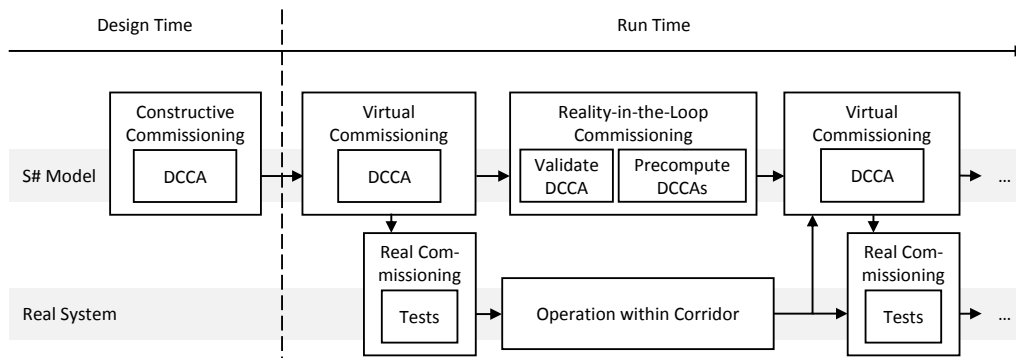 Design Time
Run Time
Constructive
Commissioning
DCCA
Virtual
Commissioning
DCCA
Reality-in-the-Loop
Commissioning
Validate
DCCA
Precompute
DCCAs
Virtual
Commissioning
DCCA
S# Model
...
Real Com-
missioning
Tests
Operation within Corridor
Real Com-
missioning
Tests
Real System
...